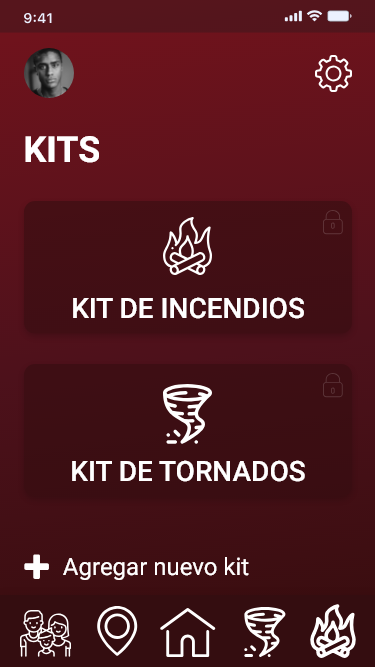 9:41
KITS
KIT DE INCENDIOS
KIT DE TORNADOS
Agregar nuevo kit